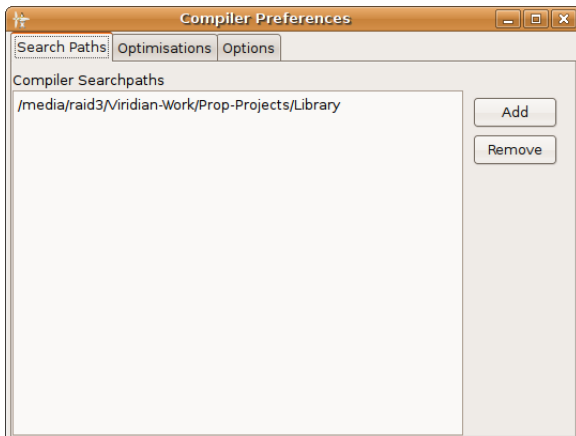 Compiler Preferences
Search Paths Optimisations Options
Compiler Searchpaths
/media/raid3/Viridian-Work/Prop-Projects/Library
Add
Remove